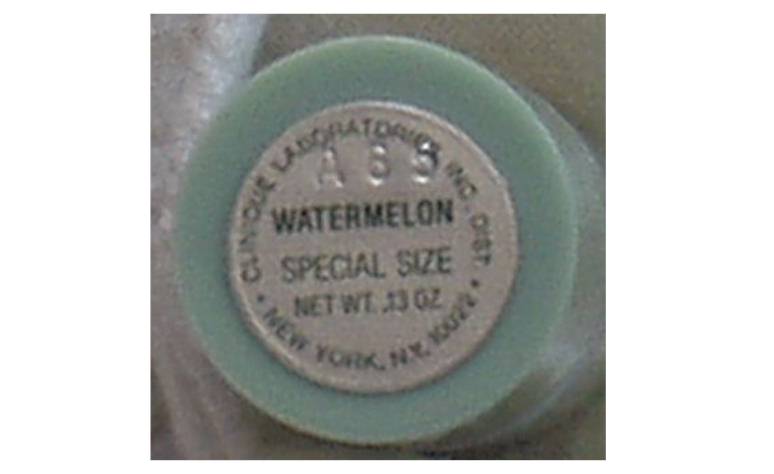 CLINIQUE LABORATORIES, INC. DIST.
WATERMELON
SPECIAL SIZE
NET WT. .13 OZ
• NEW YORK, N.Y. 10022 •